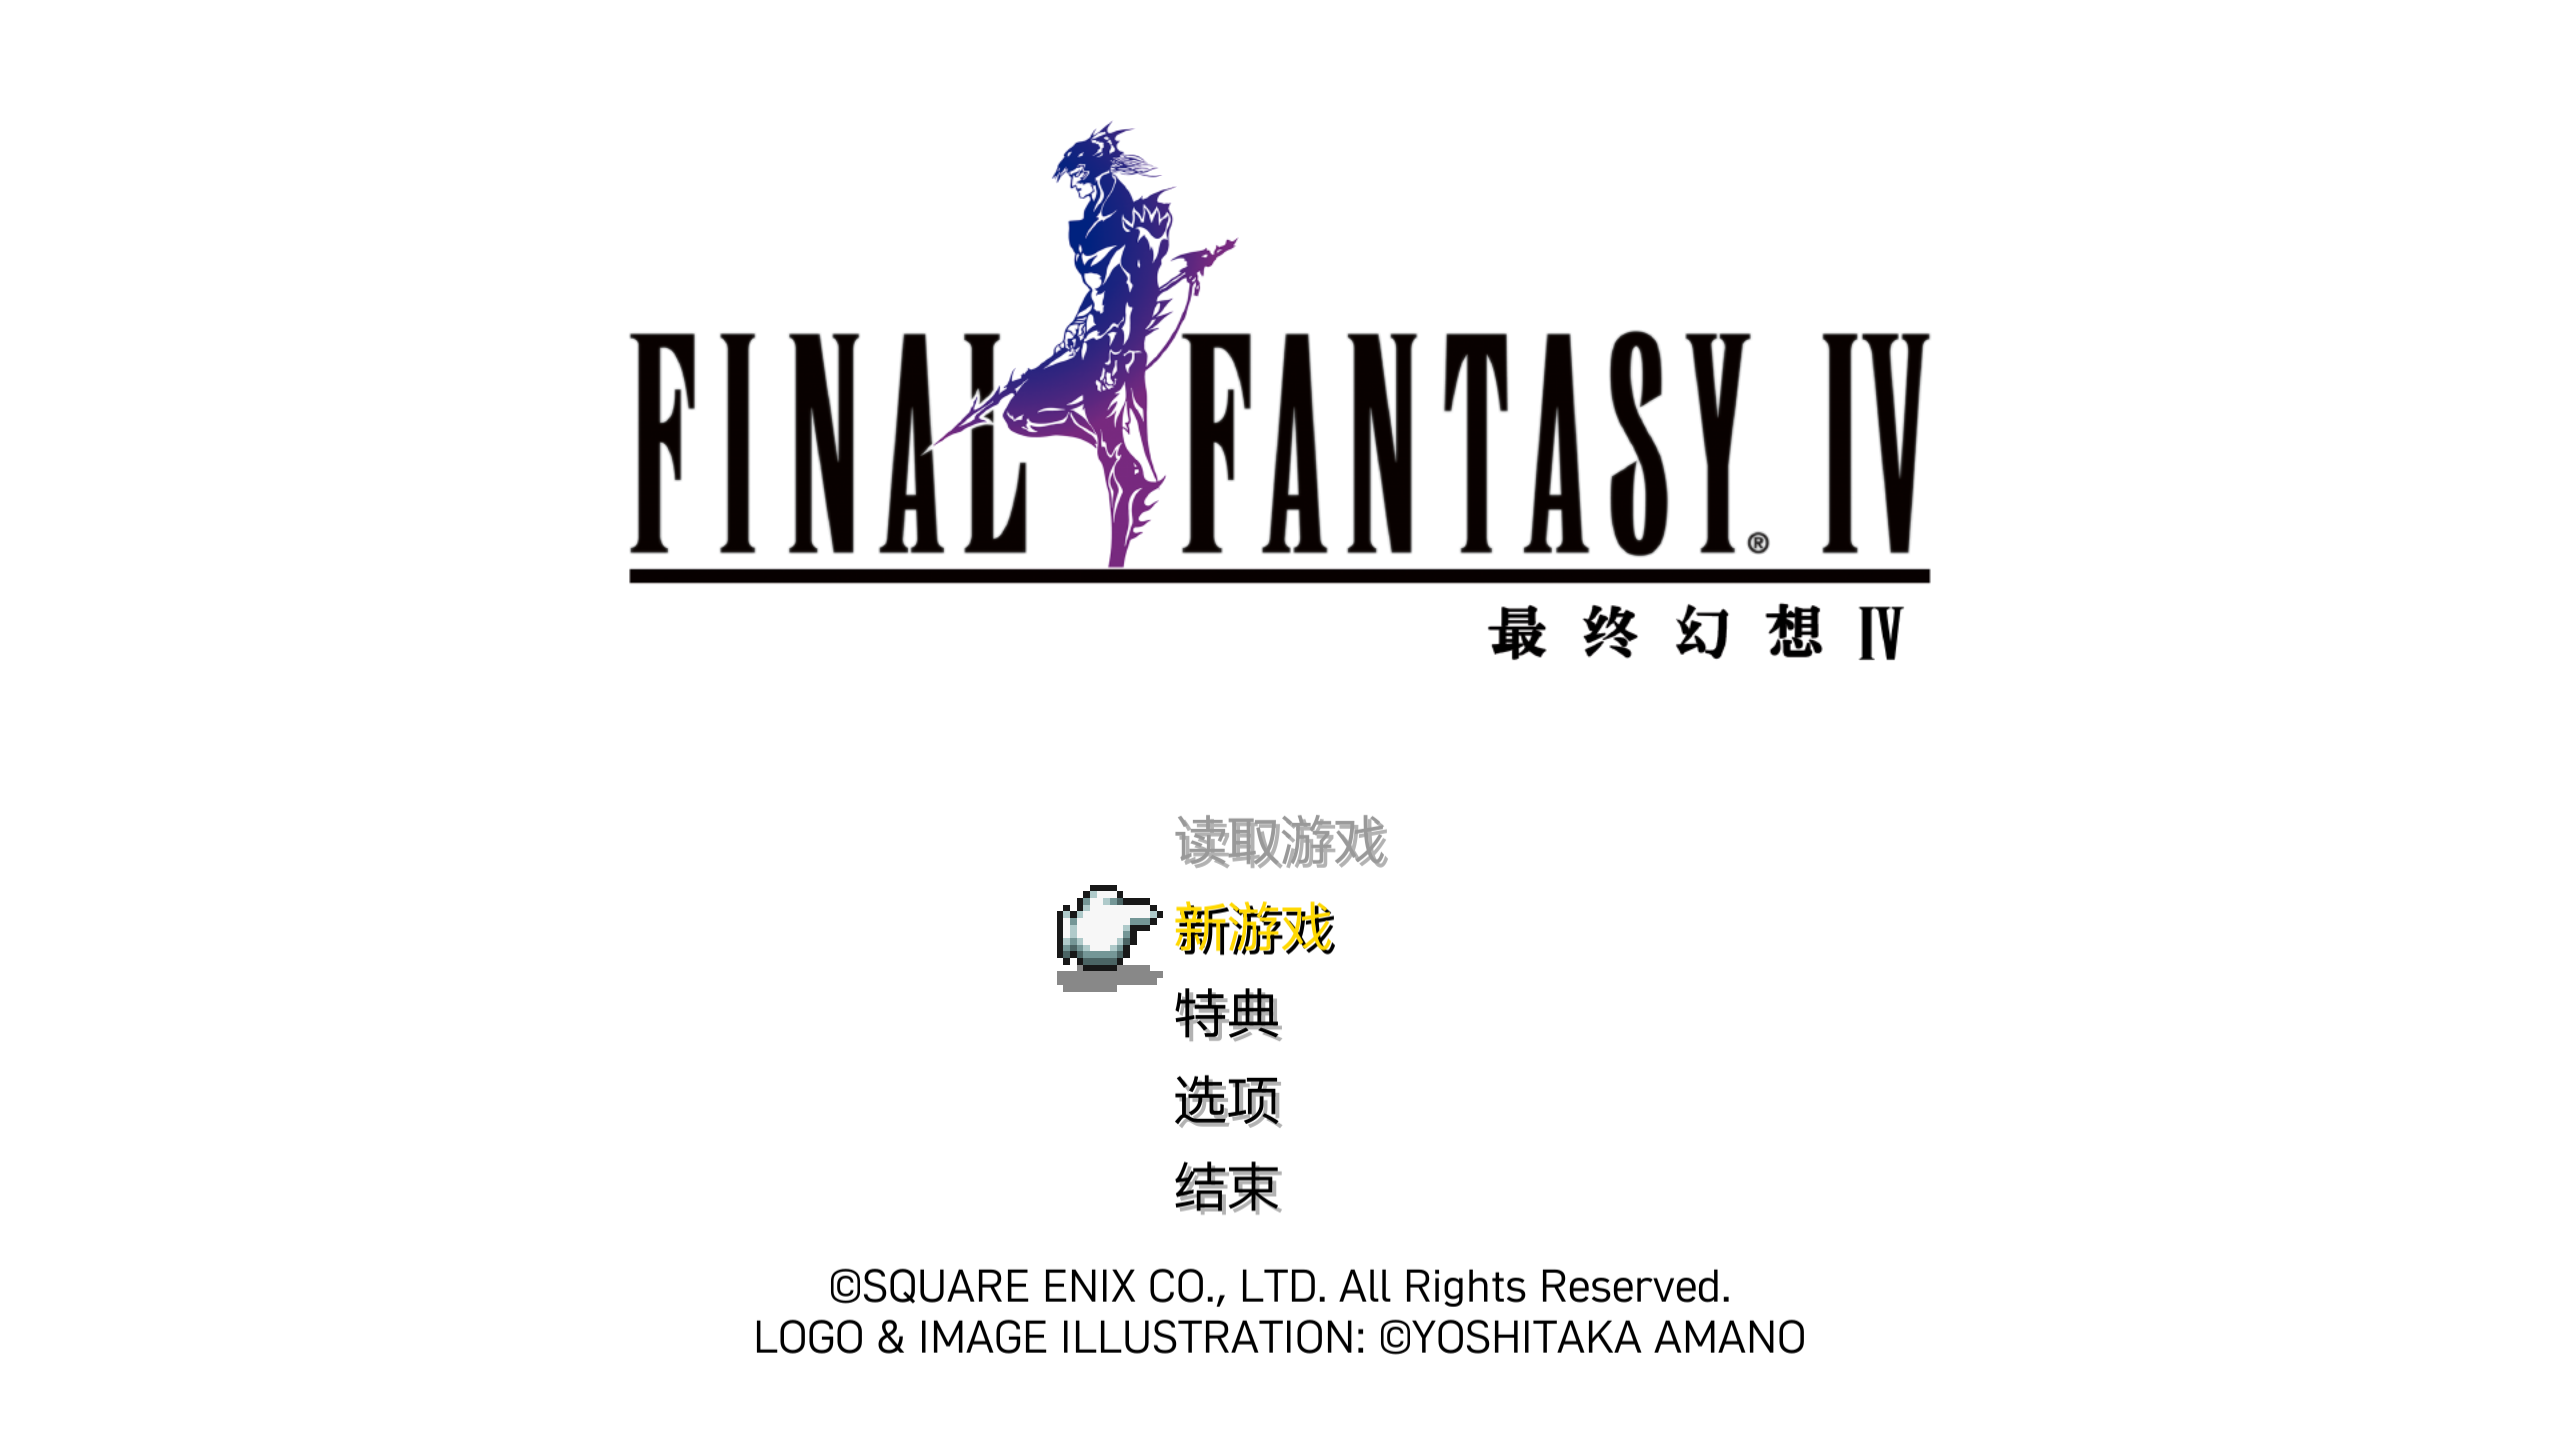 FINAL FANTASY® IV
最终幻想IV
读取游戏
新游戏
特典
选项
结束
©SQUARE ENIX CO., LTD. All Rights Reserved.
LOGO & IMAGE ILLUSTRATION: ©YOSHITAKA AMANO